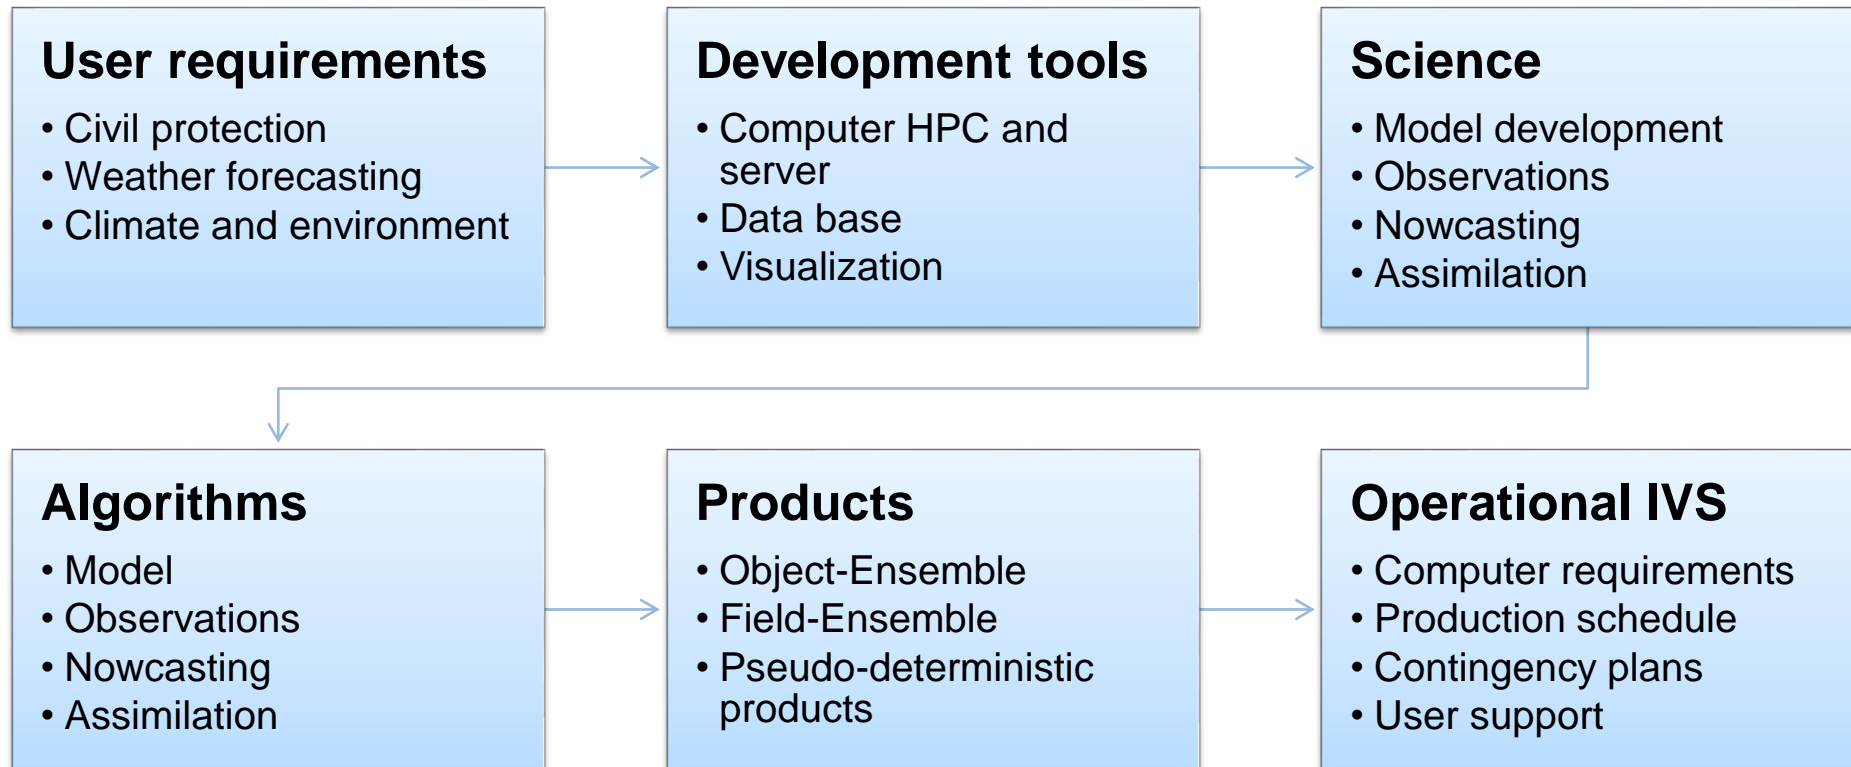 User requirements
• Civil protection
• Weather forecasting
• Climate and environment
Development tools
• Computer HPC and
server
• Data base
• Visualization
Science
• Model development
• Observations
• Nowcasting
• Assimilation
Algorithms
• Model
• Observations
• Nowcasting
• Assimilation
Products
• Object-Ensemble
• Field-Ensemble
• Pseudo-deterministic
products
Operational IVS
• Computer requirements
• Production schedule
• Contingency plans
• User support